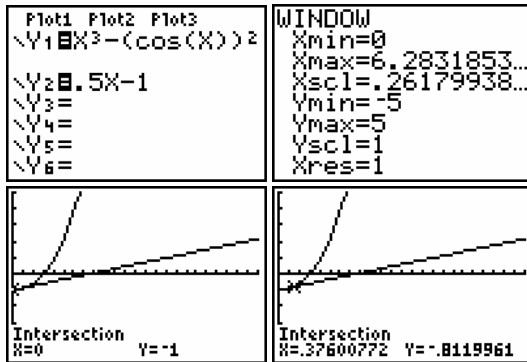 Plot1 Plot2 Plot3
\Y1=X³-(cos(X))²
\Y2=.5X-1
\Y3=
\Y4=
\Y5=
\Y6=
WINDOW
Xmin=0
Xmax=6.2831853…
Xscl=.26179938…
Ymin=-5
Ymax=5
Yscl=1
Xres=1
Intersection
X=0 Y=-1
Intersection
X=.37600772 Y=-.8119961